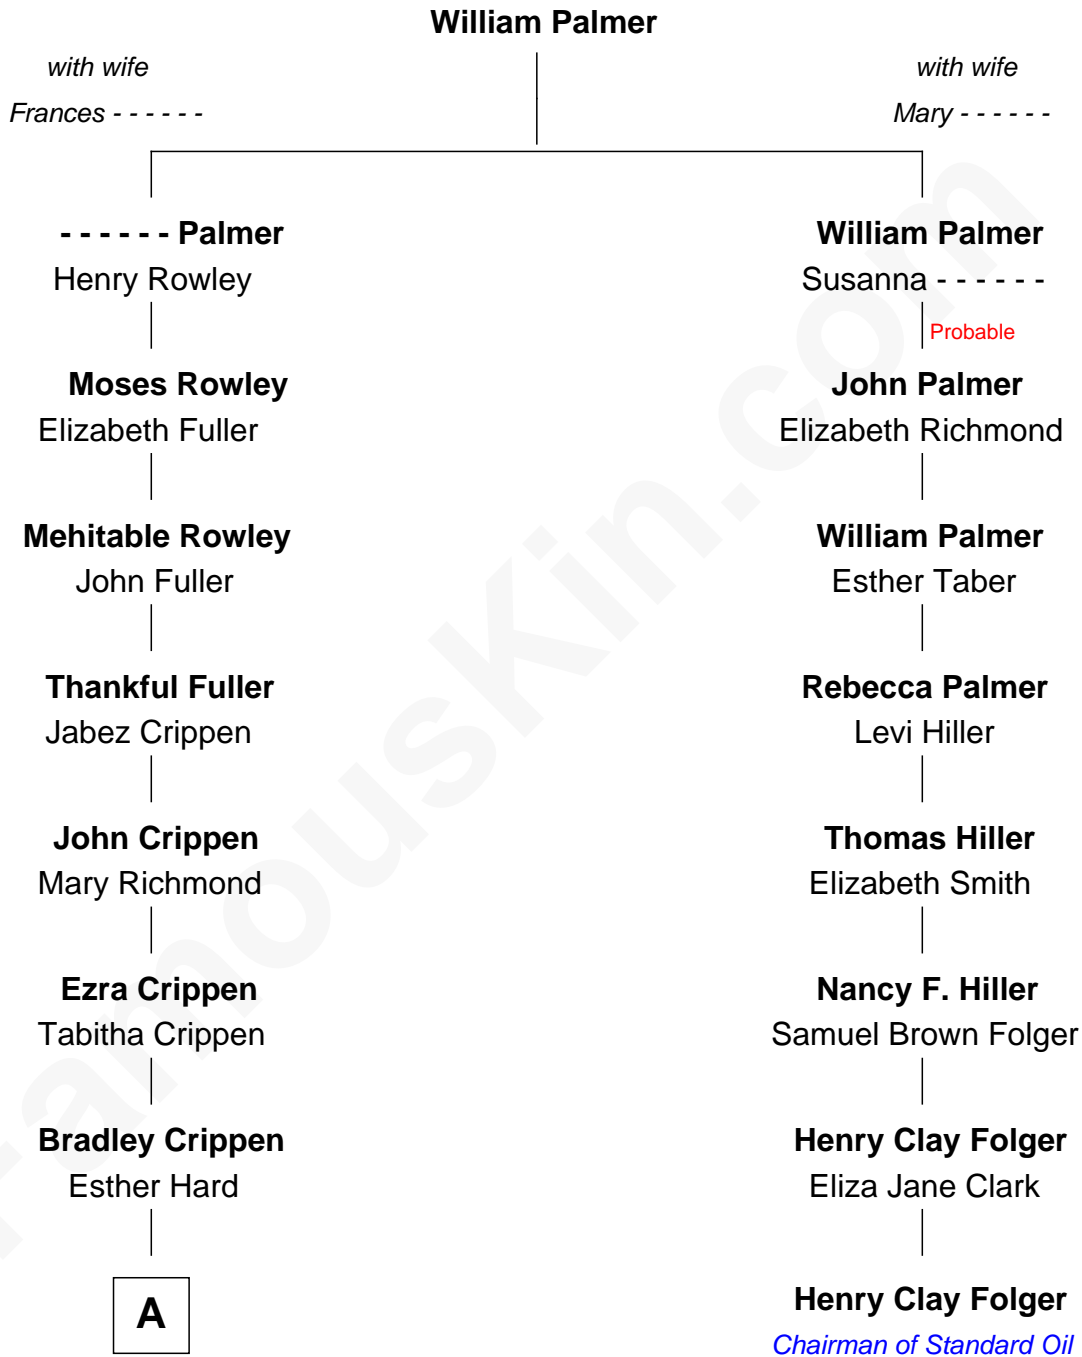 William Palmer
with wife
Frances - - - - - -
with wife
Mary - - - - - -
- - - - - - Palmer
Henry Rowley
William Palmer
Susanna - - - - - -
Probable
Moses Rowley
Elizabeth Fuller
John Palmer
Elizabeth Richmond
Mehitable Rowley
John Fuller
William Palmer
Esther Taber
Thankful Fuller
Jabez Crippen
Rebecca Palmer
Levi Hiller
John Crippen
Mary Richmond
Thomas Hiller
Elizabeth Smith
Ezra Crippen
Tabitha Crippen
Nancy F. Hiller
Samuel Brown Folger
Bradley Crippen
Esther Hard
Henry Clay Folger
Eliza Jane Clark
A
Henry Clay Folger
Chairman of Standard Oil
FamousKin.com